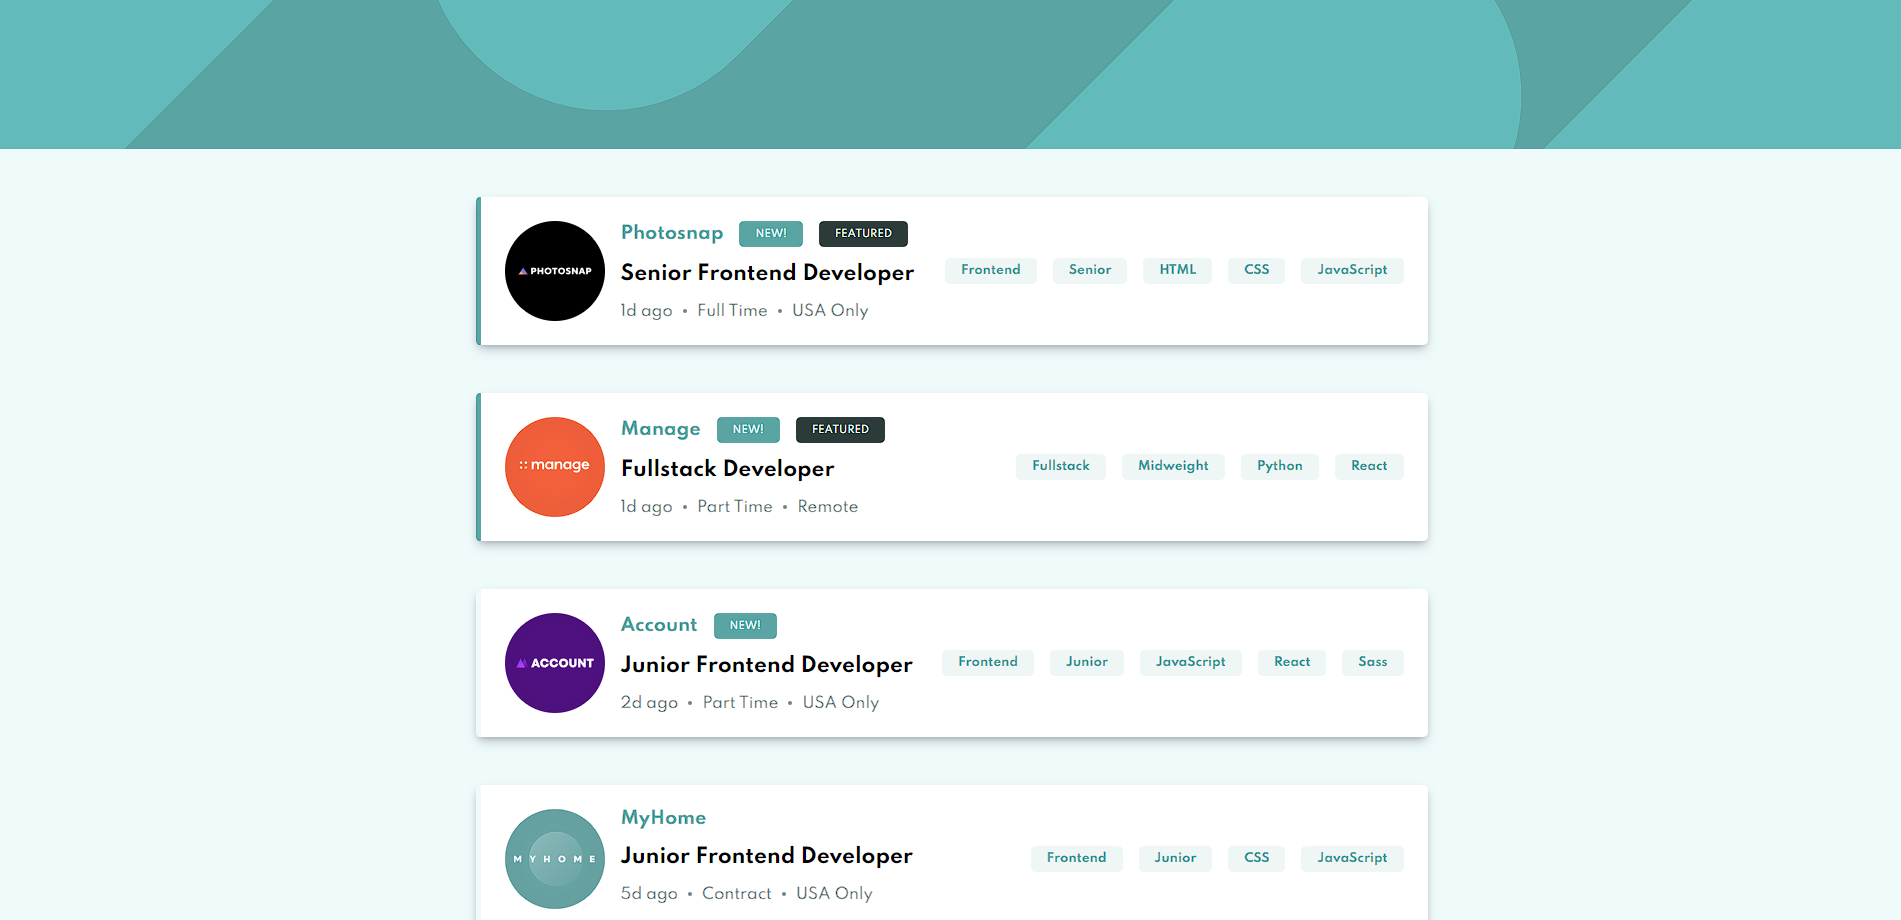 PHOTOSNAP
Photosnap NEW! FEATURED
Senior Frontend Developer
1d ago • Full Time • USA Only
Frontend Senior HTML CSS JavaScript
:: manage
Manage NEW! FEATURED
Fullstack Developer
1d ago • Part Time • Remote
Fullstack Midweight Python React
ACCOUNT
Account NEW!
Junior Frontend Developer
2d ago • Part Time • USA Only
Frontend Junior JavaScript React Sass
MYHOME
MyHome
Junior Frontend Developer
5d ago • Contract • USA Only
Frontend Junior CSS JavaScript